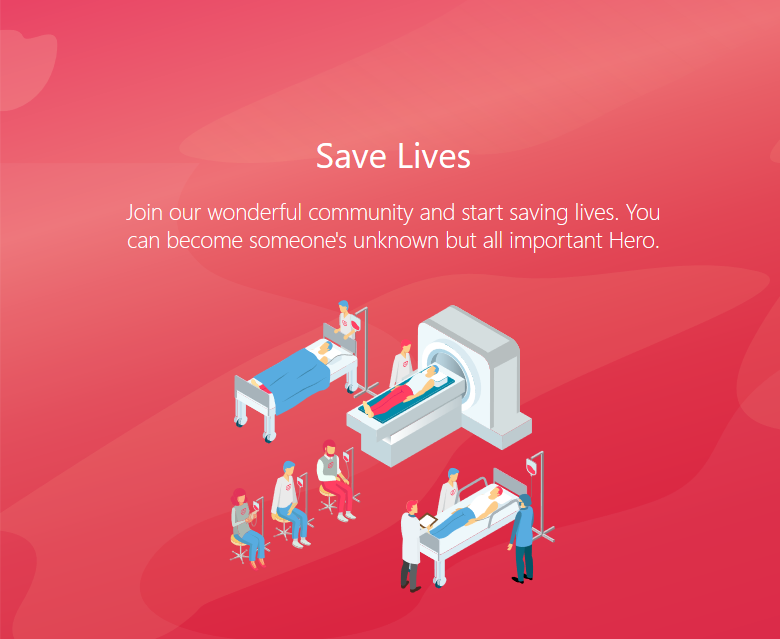 Save Lives
Join our wonderful community and start saving lives. You
can become someone's unknown but all important Hero.